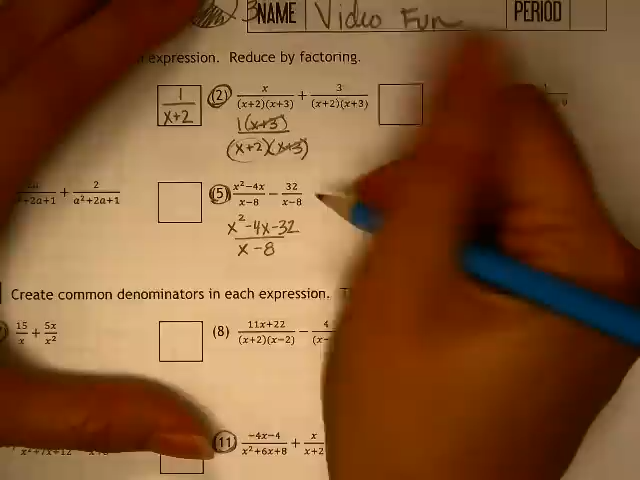 NAME Video Fun PERIOD
expression. Reduce by factoring.
1/(x+2) (2) x/((x+2)(x+3)) + 3/((x+2)(x+3))
1(x+3)/((x+2)(x+3))
+ 2/(a²+2a+1) (5) (x²−4x)/(x−8) − 32/(x−8)
(x²-4x-32)/(x-8)
Create common denominators in each expression.
15/x + 5x/x² (8) (11x+22)/((x+2)(x−2)) −
(11) (−4x−4)/(x²+6x+8) + x/(x+2)